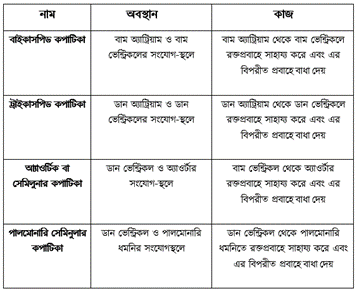 নাম অবস্থান কাজ
বাইকাসপিড কপাটিকা
বাম অ্যাট্রিয়াম ও বাম
ভেন্ট্রিকলের সংযোগ-স্থলে
বাম অ্যাট্রিয়াম থেকে বাম ভেন্ট্রিকলে
রক্তপ্রবাহে সাহায্য করে এবং এর
বিপরীত প্রবাহে বাধা দেয়
ট্রাইকাসপিড কপাটিকা
ডান অ্যাট্রিয়াম ও ডান
ভেন্ট্রিকলের সংযোগ-স্থলে
ডান অ্যাট্রিয়াম থেকে ডান ভেন্ট্রিকলে
রক্তপ্রবাহে সাহায্য করে এবং এর
বিপরীত প্রবাহে বাধা দেয়
অ্যাওর্টিক বা
সেমিলুনার কপাটিকা
ডান ভেন্ট্রিকল ও অ্যাওর্টার
সংযোগ-স্থলে
বাম ভেন্ট্রিকল থেকে অ্যাওর্টার
রক্তপ্রবাহে সাহায্য করে এবং এর
বিপরীত প্রবাহে বাধা দেয়
পালমোনারি সেমিনুলার
কপাটিকা
ডান ভেন্ট্রিকল ও পালমোনারি
ধমনির সংযোগস্থলে
ডান ভেন্ট্রিকল থেকে পালমোনারি
ধমনিতে রক্তপ্রবাহে সাহায্য করে এবং
এর বিপরীত প্রবাহে বাধা দেয়